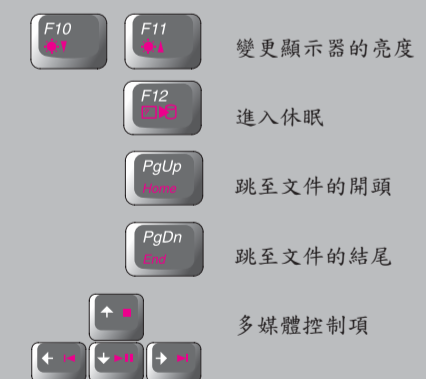 F10 F11 變更顯示器的亮度
F12 進入休眠
PgUp
Home 跳至文件的開頭
PgDn
End 跳至文件的結尾
多媒體控制項